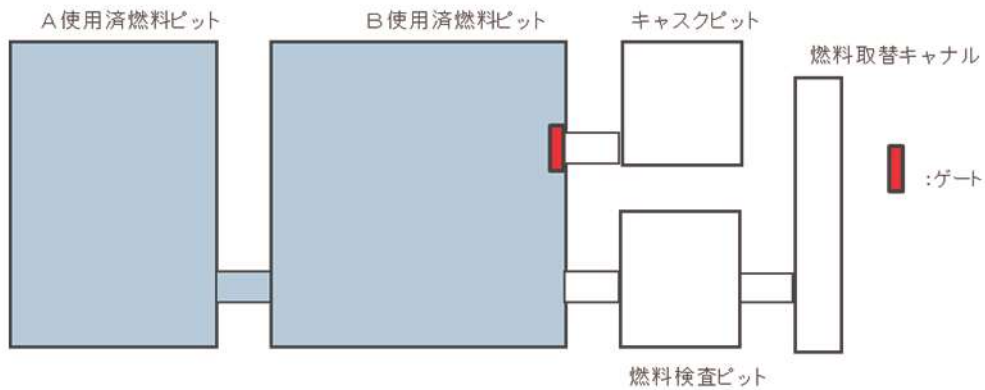 A使用済燃料ピット
B使用済燃料ピット
キャスクピット
燃料取替キャナル
:ゲート
燃料検査ピット